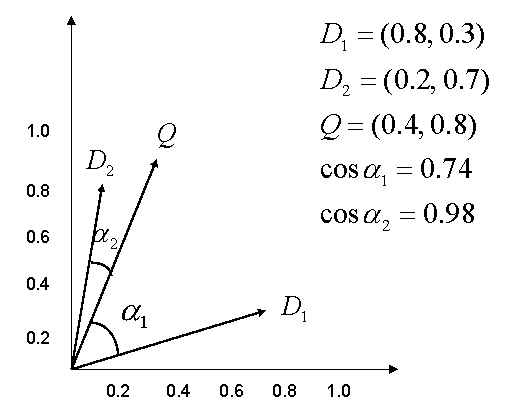 D₁ = (0.8, 0.3)
D₂ = (0.2, 0.7)
Q = (0.4, 0.8)
cos α₁ = 0.74
cos α₂ = 0.98
1.0
Q
D₂
0.8
α₂
0.6
0.4
α₁
D₁
0.2
0.2 0.4 0.6 0.8 1.0